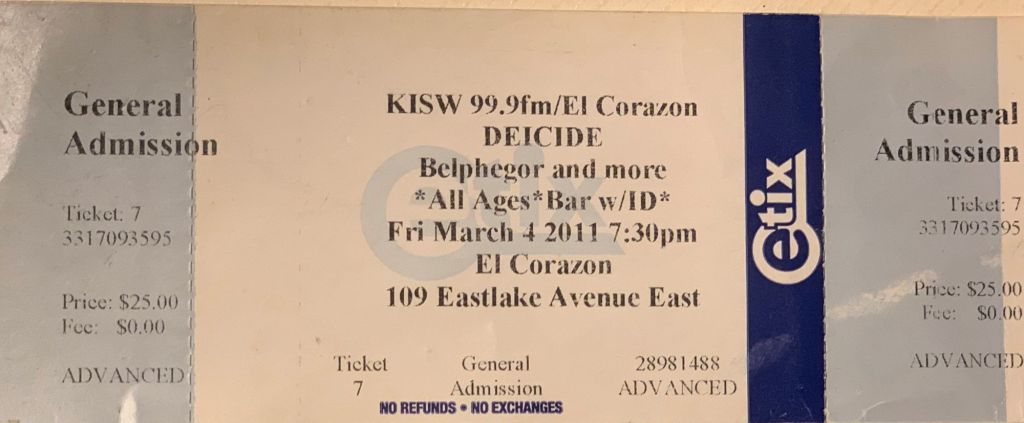 General
Admission
Ticket: 7
3317093595
Price: $25.00
Fee: $0.00
ADVANCED
KISW 99.9fm/El Corazon
DEICIDE
Belphegor and more
*All Ages*Bar w/ID*
Fri March 4 2011 7:30pm
El Corazon
109 Eastlake Avenue East
etix
Ticket General 28981488
7 Admission ADVANCED
NO REFUNDS • NO EXCHANGES
etix
General
Admission
Ticket: 7
3317093595
Price: $25.00
Fee: $0.00
ADVANCED